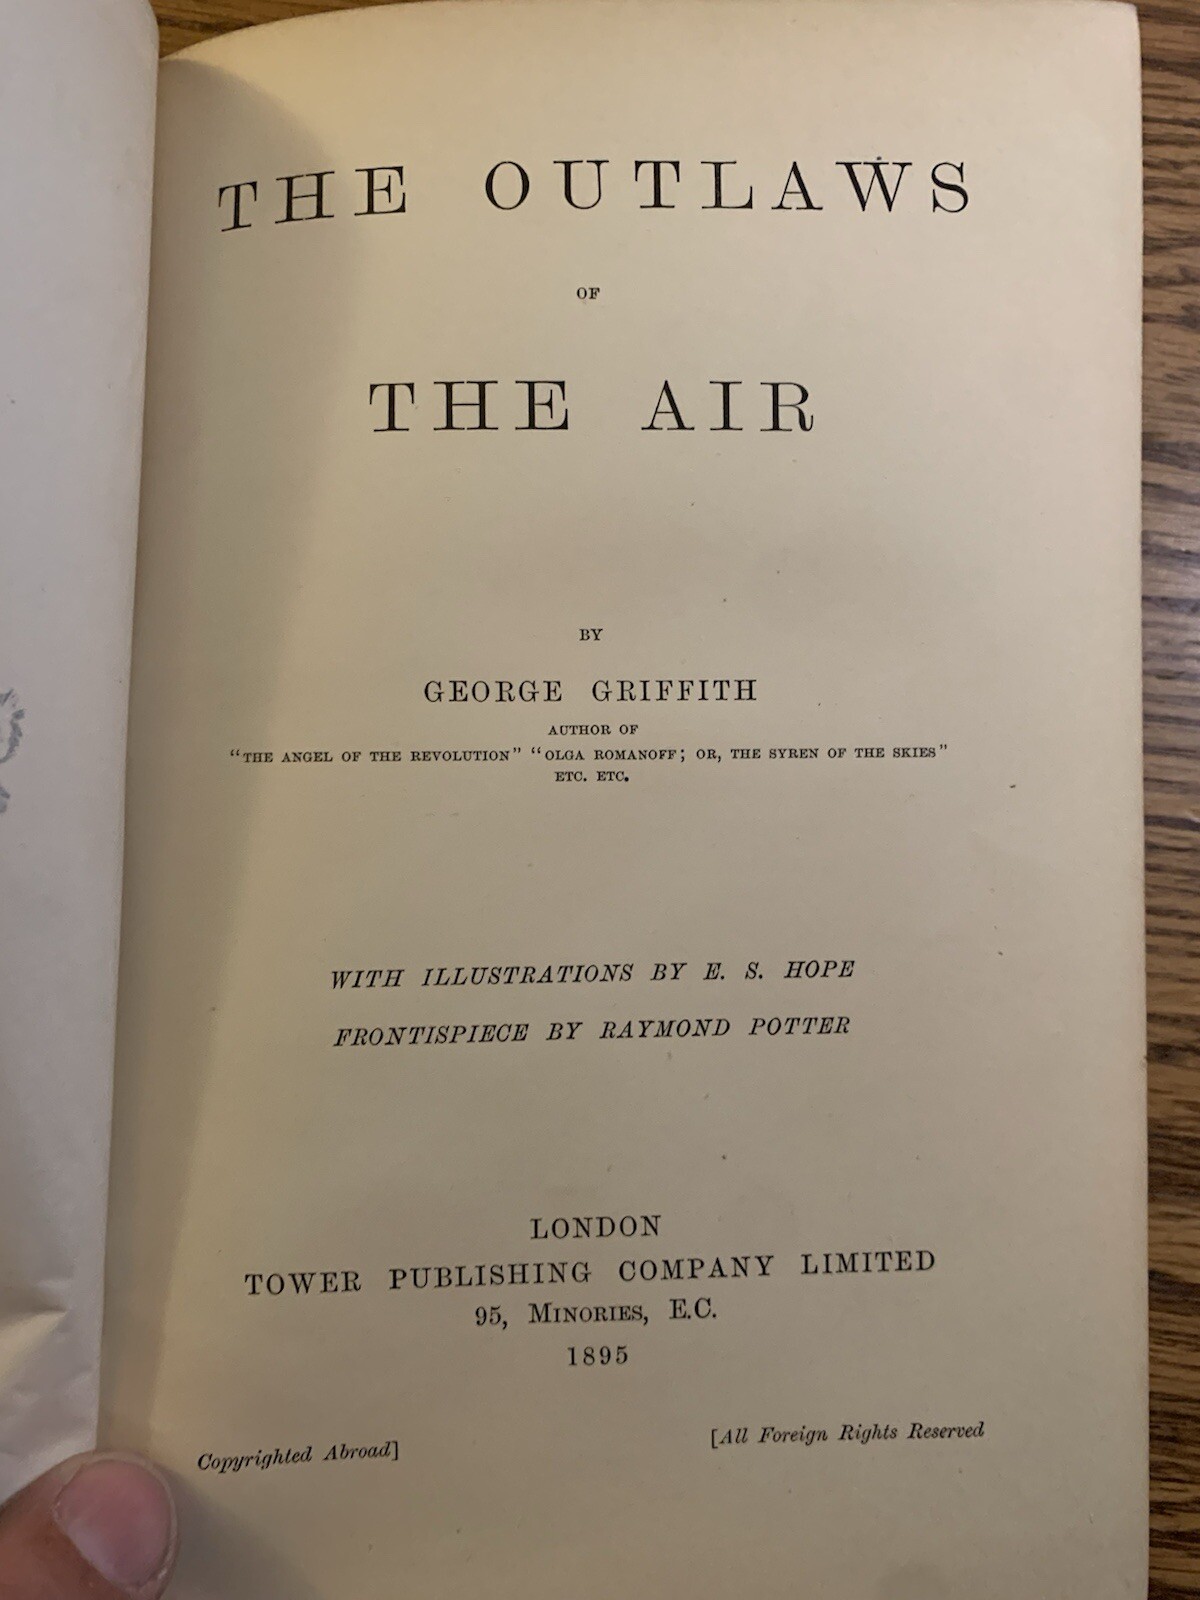 THE OUTLAWS
OF
THE AIR
BY
GEORGE GRIFFITH
AUTHOR OF
"THE ANGEL OF THE REVOLUTION" "OLGA ROMANOFF; OR, THE SYREN OF THE SKIES"
ETC. ETC.
WITH ILLUSTRATIONS BY E. S. HOPE
FRONTISPIECE BY RAYMOND POTTER
LONDON
TOWER PUBLISHING COMPANY LIMITED
95, MINORIES, E.C.
1895
Copyrighted Abroad]
[All Foreign Rights Reserved